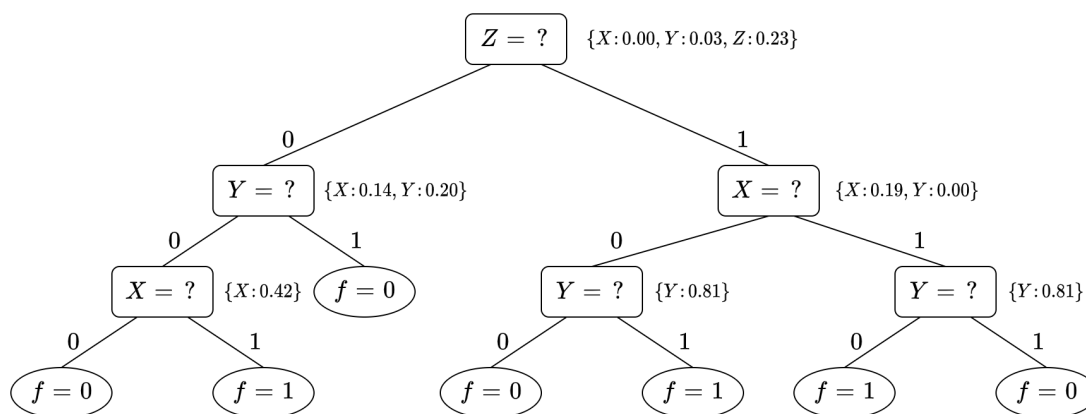 Z = ? {X: 0.00, Y: 0.03, Z: 0.23}
0 1
Y = ? {X: 0.14, Y: 0.20} X = ? {X: 0.19, Y: 0.00}
0 1 0 1
X = ? {X: 0.42} f = 0 Y = ? {Y: 0.81} Y = ? {Y: 0.81}
0 1 0 1 0 1
f = 0 f = 1 f = 0 f = 1 f = 1 f = 0